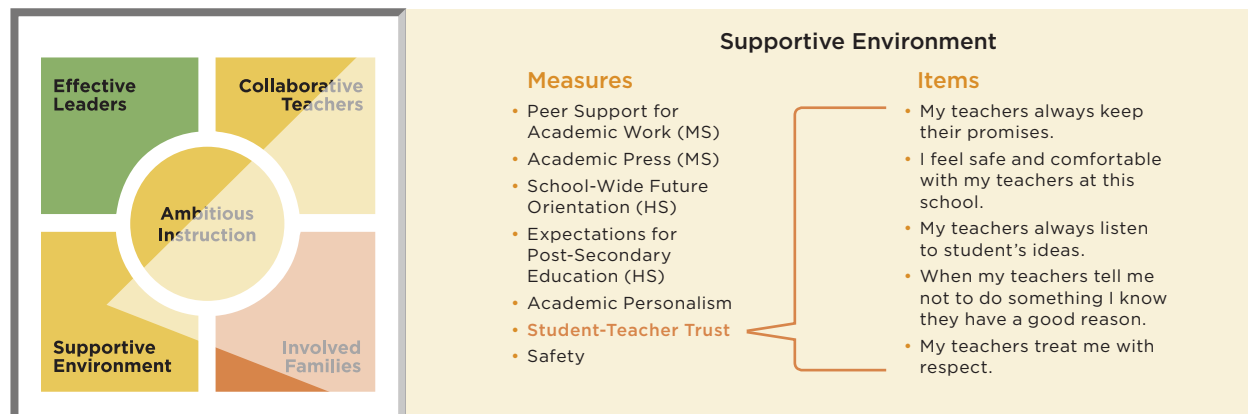 Effective
Leaders
Collaborative
Teachers
Ambitious
Instruction
Supportive
Environment
Involved
Families
Supportive Environment
Measures
• Peer Support for
Academic Work (MS)
• Academic Press (MS)
• School-Wide Future
Orientation (HS)
• Expectations for
Post-Secondary
Education (HS)
• Academic Personalism
• Student-Teacher Trust
• Safety
Items
• My teachers always keep
their promises.
• I feel safe and comfortable
with my teachers at this
school.
• My teachers always listen
to student’s ideas.
• When my teachers tell me
not to do something I know
they have a good reason.
• My teachers treat me with
respect.